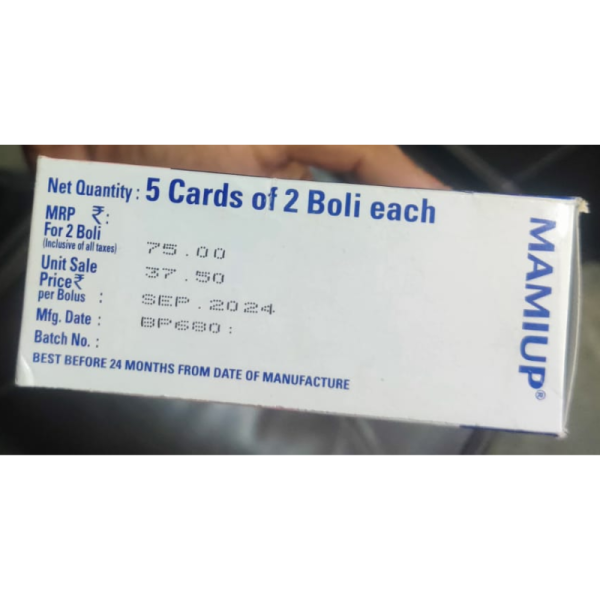 Net Quantity : 5 Cards of 2 Boli each
MRP ₹:
For 2 Boli
(Inclusive of all taxes)
75.00
Unit Sale
Price₹
37.50
per Bolus :
SEP.2024
Mfg. Date :
BP680:
Batch No. :
BEST BEFORE 24 MONTHS FROM DATE OF MANUFACTURE
MAMIUP®